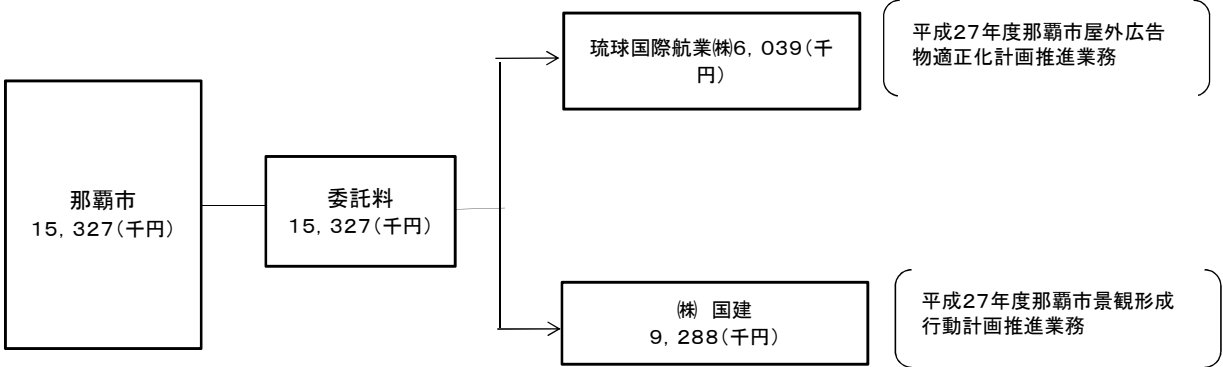 那覇市
15，327（千円）
委託料
15，327（千円）
琉球国際航業㈱6，039（千
円）
平成27年度那覇市屋外広告
物適正化計画推進業務
㈱　国建
9，288（千円）
平成27年度那覇市景観形成
行動計画推進業務